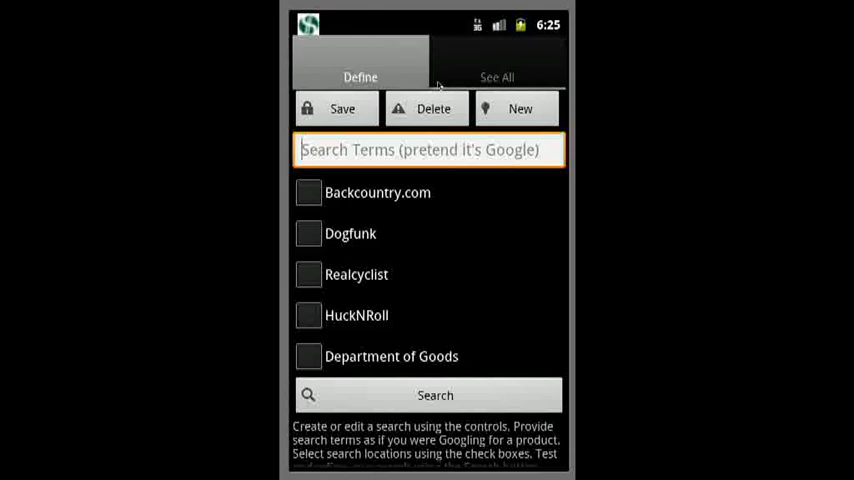 6:25
Define
See All
Save
Delete
New
Search Terms (pretend it's Google)
Backcountry.com
Dogfunk
Realcyclist
HuckNRoll
Department of Goods
Search
Create or edit a search using the controls. Provide
search terms as if you were Googling for a product.
Select search locations using the check boxes. Test